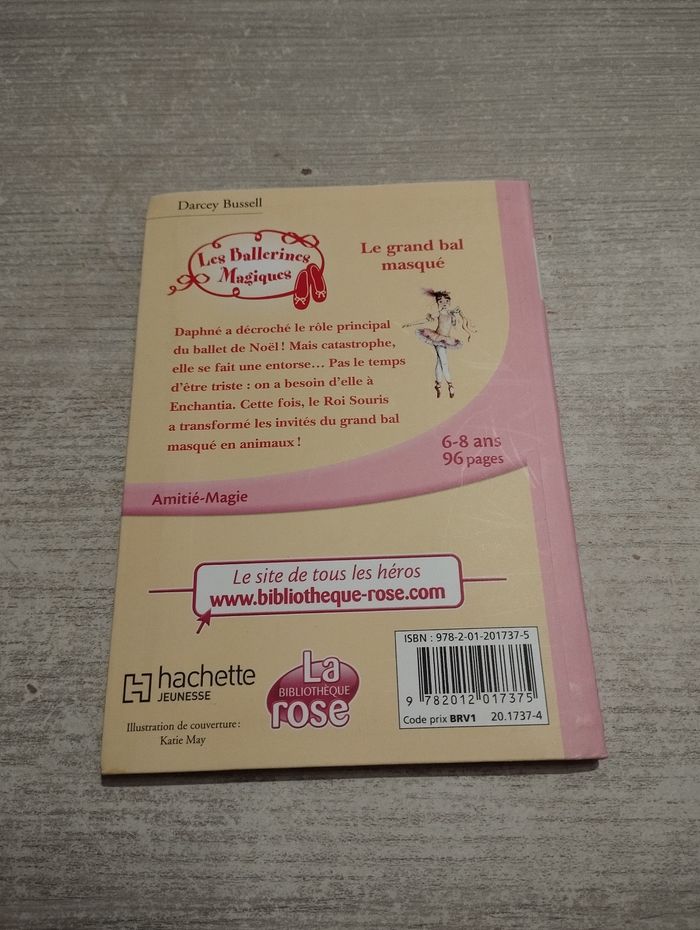 Darcey Bussell
Les Ballerines
Magiques
Le grand bal
masqué
Daphné a décroché le rôle principal
du ballet de Noël ! Mais catastrophe,
elle se fait une entorse... Pas le temps
d'être triste : on a besoin d'elle à
Enchantia. Cette fois, le Roi Souris
a transformé les invités du grand bal
masqué en animaux !
6-8 ans
96 pages
Amitié-Magie
Le site de tous les héros
www.bibliotheque-rose.com
hachette
JEUNESSE
La
BIBLIOTHÈQUE
rose
Illustration de couverture :
Katie May
ISBN : 978-2-01-201737-5
9 782012 017375
Code prix BRV1 20.1737-4